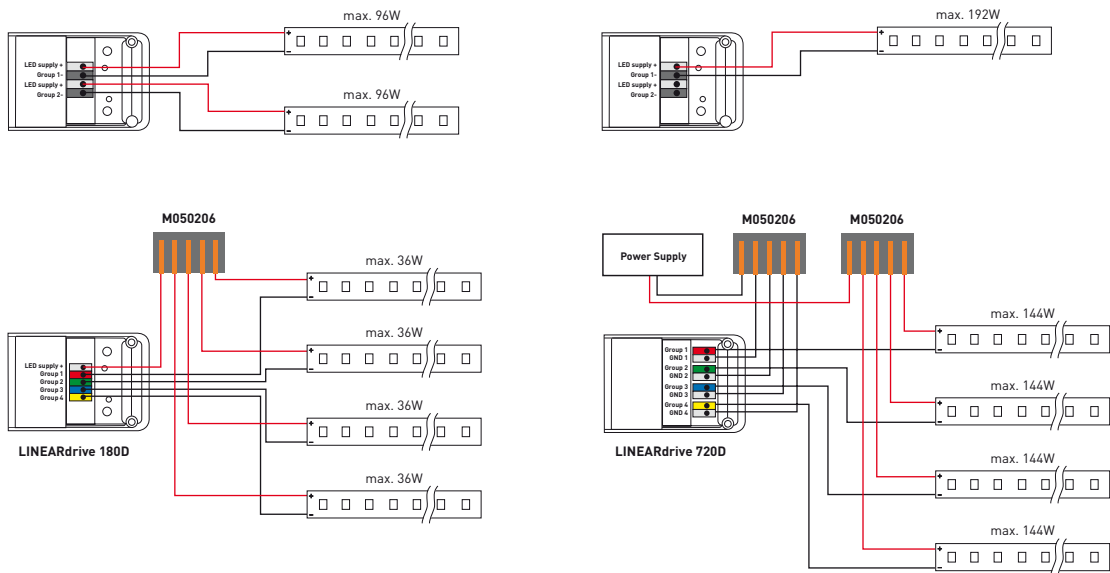 max. 96W
+
LED supply +
Group 1-
LED supply +
Group 2-
–
max. 96W
+
–
max. 192W
+
–
LED supply +
Group 1-
LED supply +
Group 2-
M050206
max. 36W
+
–
max. 36W
+
–
LED supply +
Group 1
Group 2
Group 3
Group 4
max. 36W
+
–
LINEARdrive 180D
max. 36W
+
–
M050206
M050206
Power Supply
max. 144W
+
–
Group 1
GND 1
Group 2
GND 2
Group 3
GND 3
Group 4
GND 4
max. 144W
+
–
LINEARdrive 720D
max. 144W
+
–
max. 144W
+
–